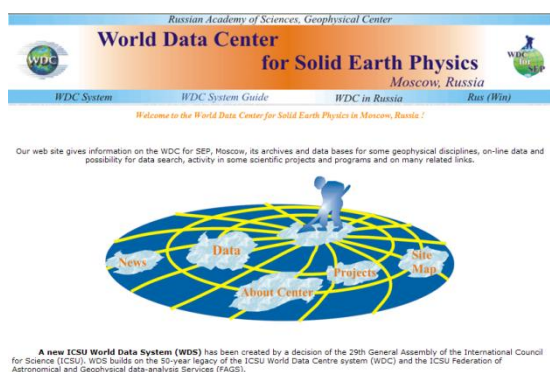 Russian Academy of Sciences, Geophysical Center
World Data Center
for Solid Earth Physics
Moscow, Russia
WDC
WDC
for
SEP
WDC System WDC System Guide WDC in Russia Rus (Win)
Welcome to the World Data Center for Solid Earth Physics in Moscow, Russia !
Our web site gives information on the WDC for SEP, Moscow, its archives and data bases for some geophysical disciplines, on-line data and
possibility for data search, activity in some scientific projects and programs and on many related links.
News
Data
About Center
Projects
Site
Map
A new ICSU World Data System (WDS) has been created by a decision of the 29th General Assembly of the International Council
for Science (ICSU). WDS builds on the 50-year legacy of the ICSU World Data Centre system (WDC) and the ICSU Federation of
Astronomical and Geophysical data-analysis Services (FAGS).